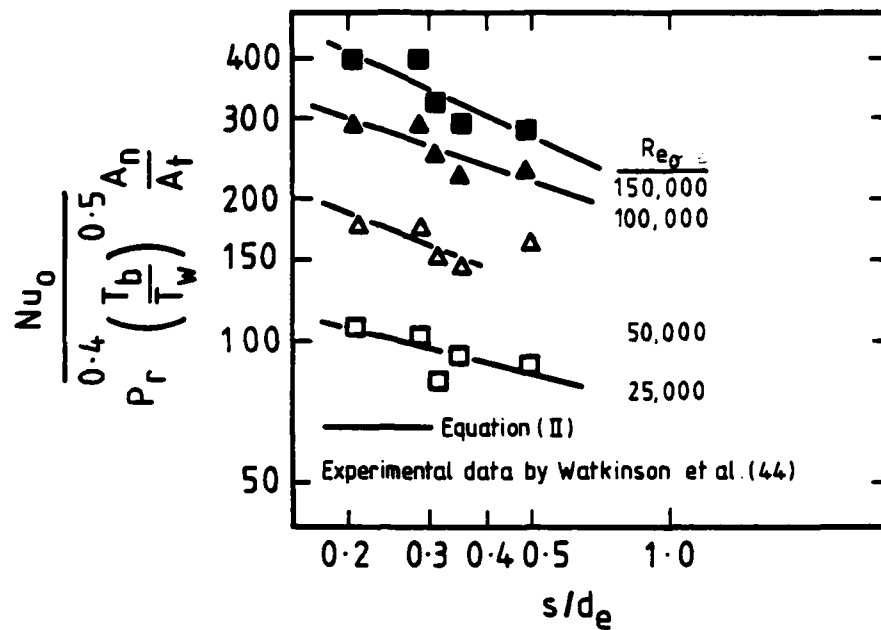 400
300
200
150
100
50
Nu₀
Pr^0.4 (T_b/T_w)^0.5 A_n/A_t
Re_σ =
150,000
100,000
50,000
25,000
Equation (II)
Experimental data by Watkinson et al. (44)
0.2 0.3 0.4 0.5 1.0
s/d_e